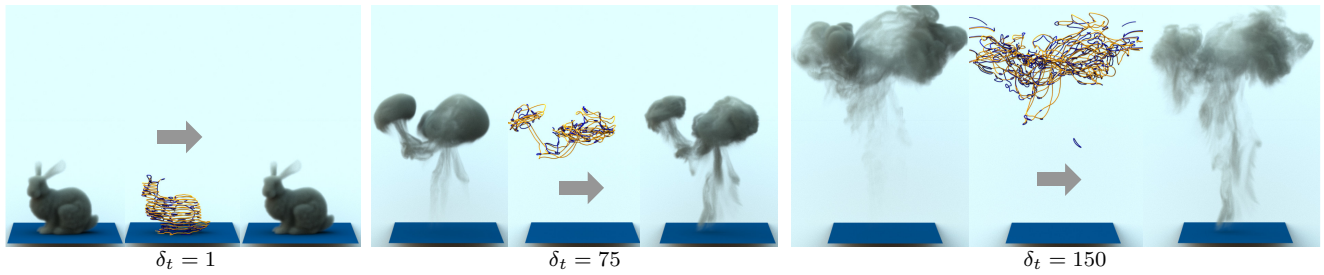 δₜ = 1
δₜ = 75
δₜ = 150